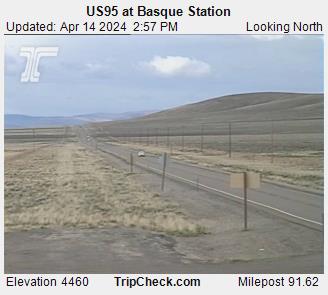 US95 at Basque Station
Updated: Apr 14 2024 2:57 PM Looking North
Elevation 4460 TripCheck.com Milepost 91.62